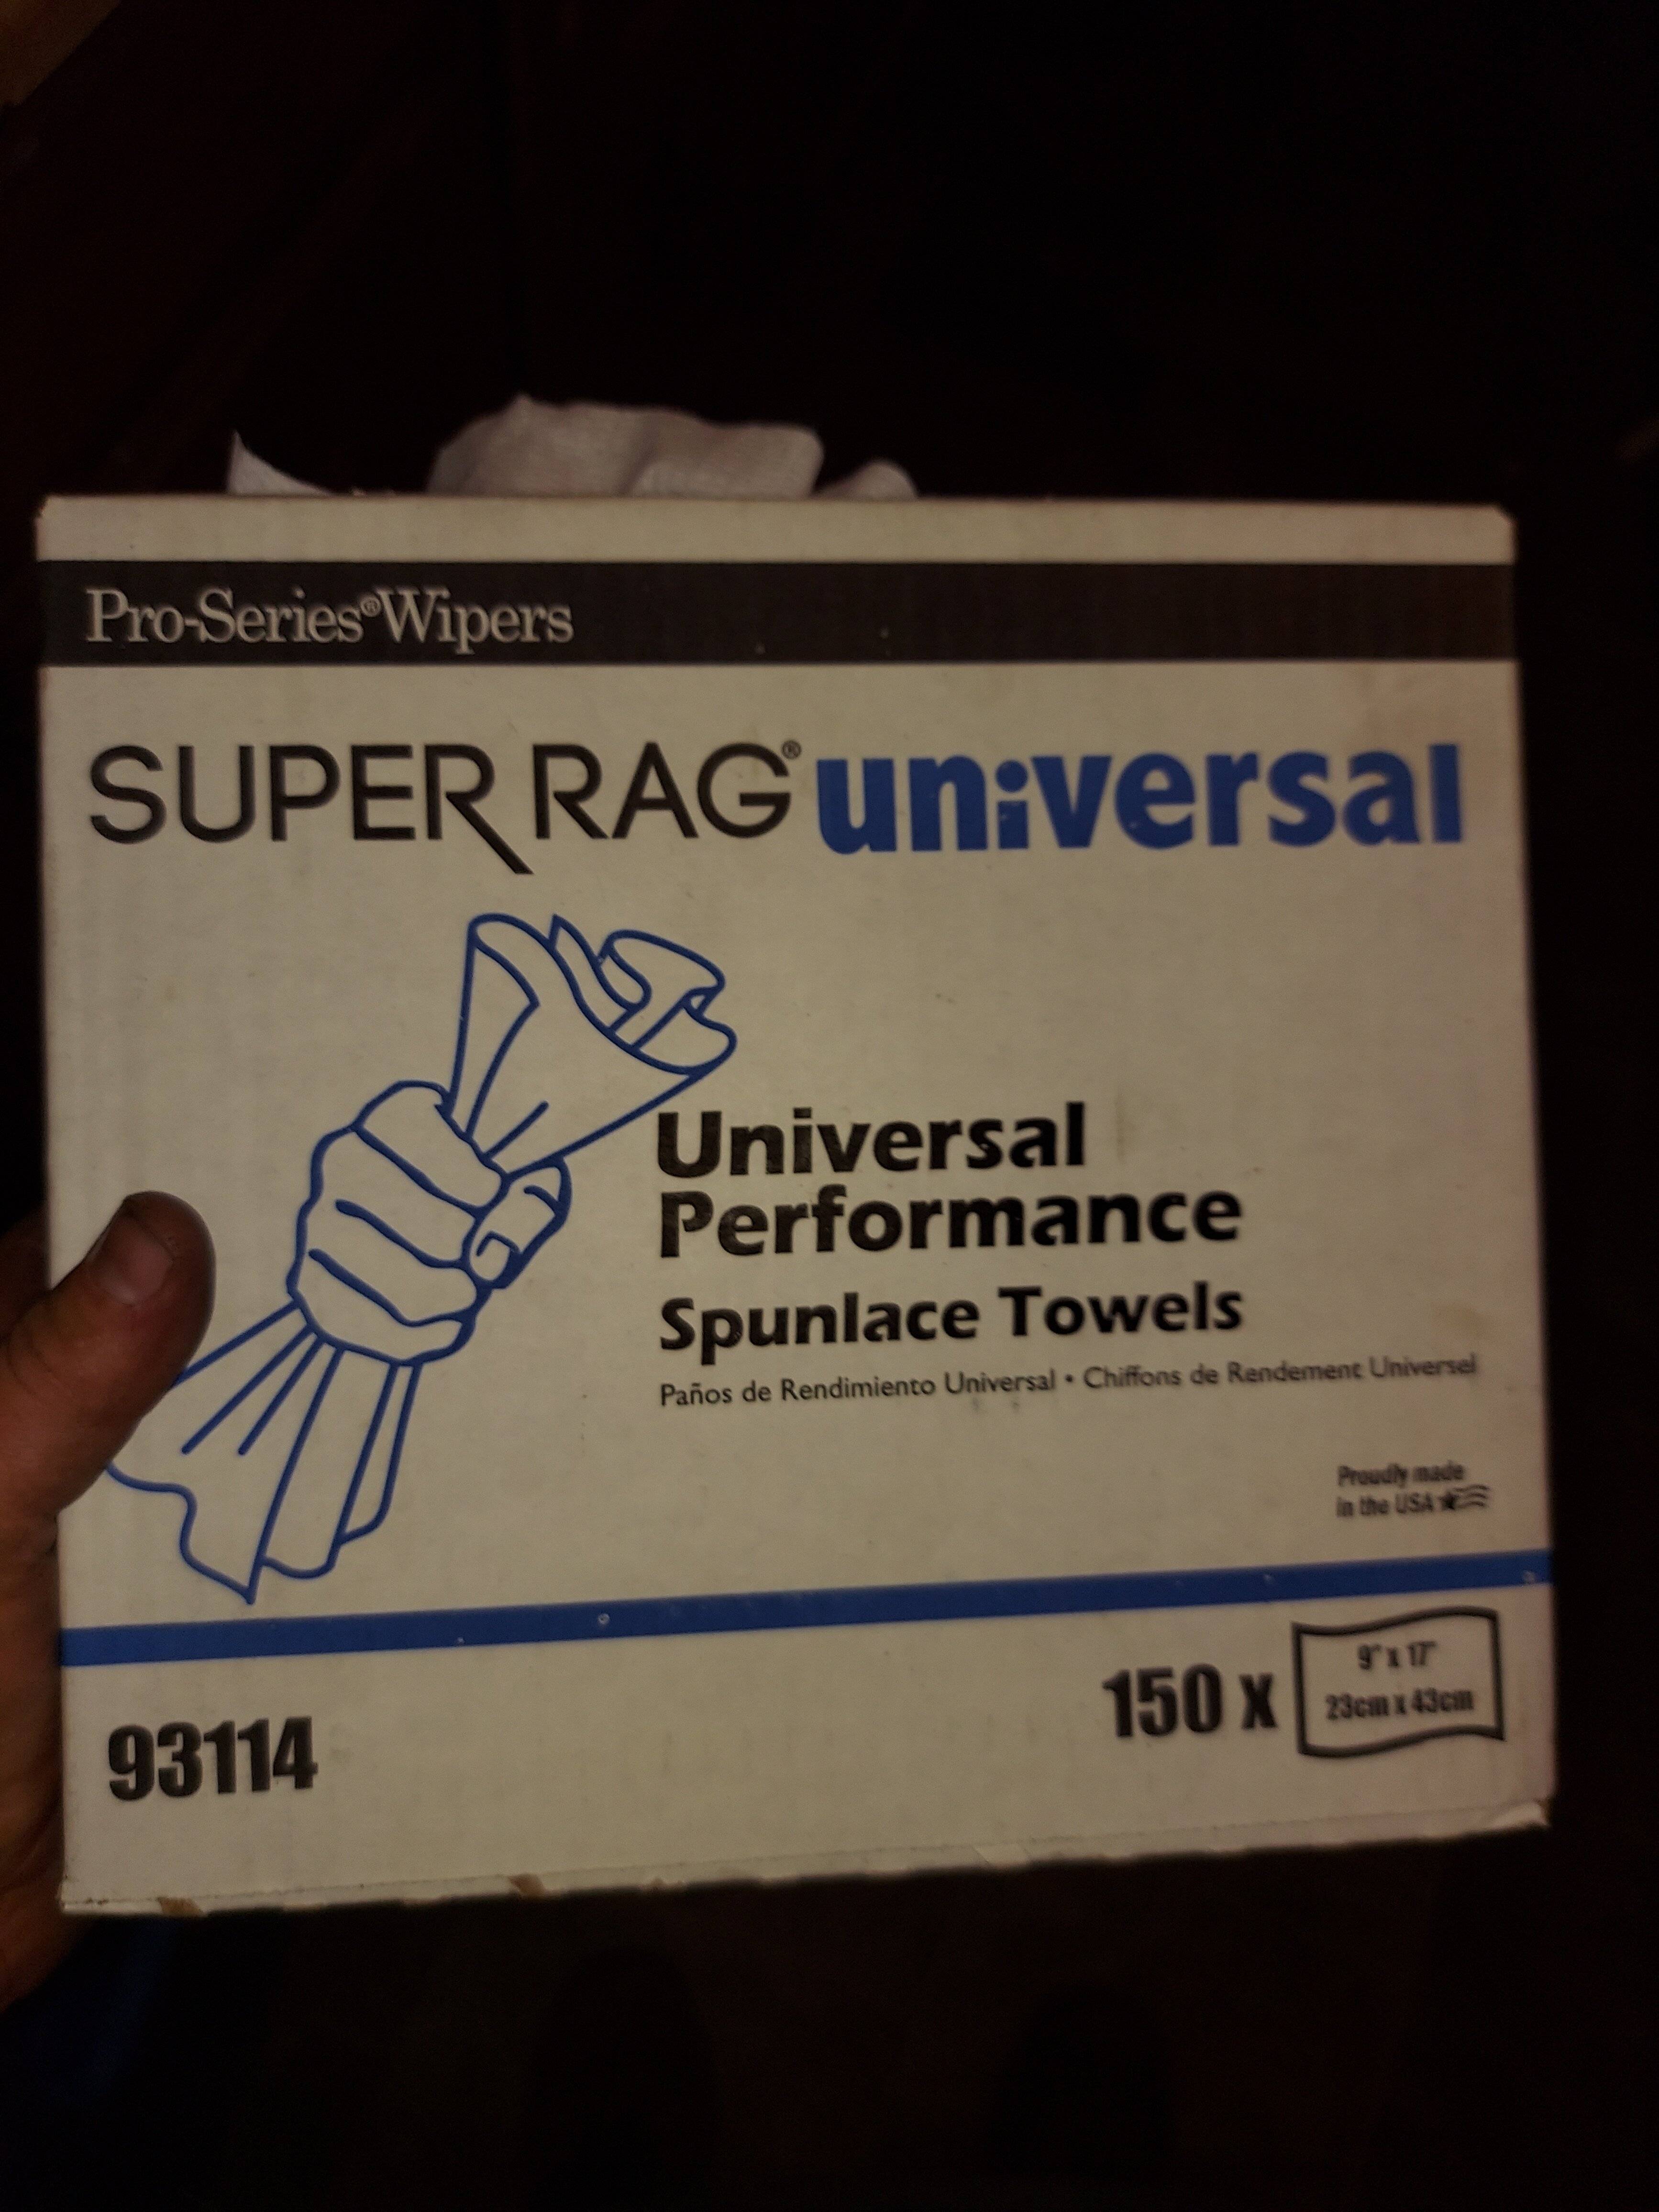 Pro-Series® Wipers
SUPER RAG® universal
Universal
Performance
Spunlace Towels
Paños de Rendimiento Universal • Chiffons de Rendement Universel
Proudly made
in the USA
93114
150 x
9" x 17"
23cm x 43cm